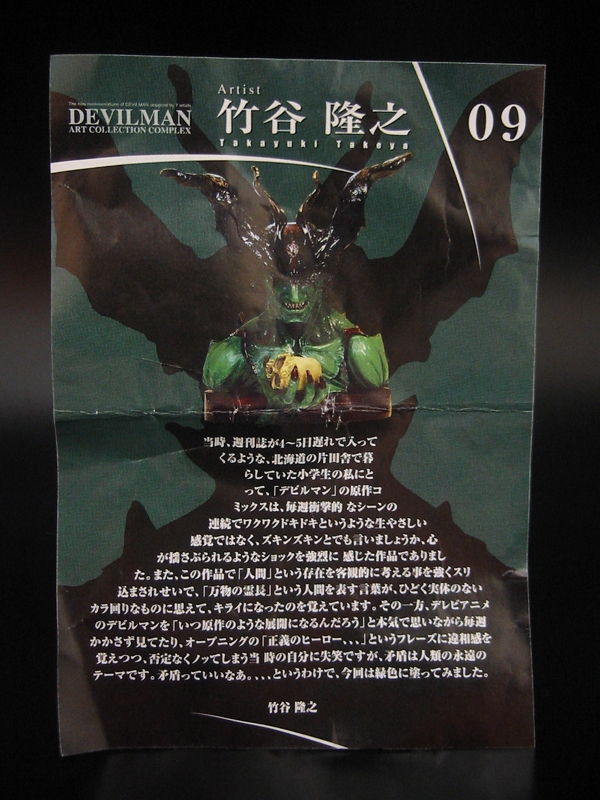 The new reinterpretations of DEVILMAN designed by 7 artists
DEVILMAN
ART COLLECTION COMPLEX
Artist
竹谷 隆之
Takayuki Takeya
09
当時、週刊誌が4〜5日遅れで入って
くるような、北海道の片田舎で暮
らしていた小学生の私にと
って、「デビルマン」の原作コ
ミックスは、毎週衝撃的 なシーンの
連続でワクワクドキドキというような生やさしい
感覚ではなく、ズキンズキンとでも言いましょうか、心
が揺さぶられるようなショックを強烈に 感じた作品でありまし
た。また、この作品で「人間」という存在を客観的に考える事を強くスリ
込まされせいで、「万物の霊長」という人間を表す言葉が、ひどく実体のない
カラ回りなものに思えて、キライになったのを覚えています。その一方、テレビアニメ
のデビルマンを「いつ原作のような展開になるんだろう」と本気で思いながら毎週
かかさず見てたり、オープニングの「正義のヒーロー、、、」というフレーズに違和感を
覚えつつ、否定なくノッてしまう当 時の自分に失笑ですが、矛盾は人類の永遠の
テーマです。矛盾っていいなあ。、、、というわけで、今回は緑色に塗ってみました。
竹谷 隆之